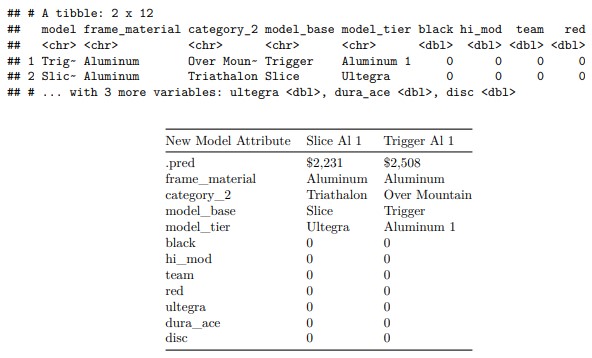 ## # A tibble: 2 x 12
##   model frame_material category_2 model_base model_tier black hi_mod  team   red
##   <chr> <chr>          <chr>      <chr>      <chr>      <dbl>  <dbl> <dbl> <dbl>
## 1 Trig~ Aluminum       Over Moun~ Trigger    Aluminum 1     0      0     0     0
## 2 Slic~ Aluminum       Triathalon Slice      Ultegra        0      0     0     0
## # ... with 3 more variables: ultegra <dbl>, dura_ace <dbl>, disc <dbl>
New Model Attribute Slice Al 1 Trigger Al 1
.pred $2,231 $2,508
frame_material Aluminum Aluminum
category_2 Triathalon Over Mountain
model_base Slice Trigger
model_tier Ultegra Aluminum 1
black 0 0
hi_mod 0 0
team 0 0
red 0 0
ultegra 0 0
dura_ace 0 0
disc 0 0